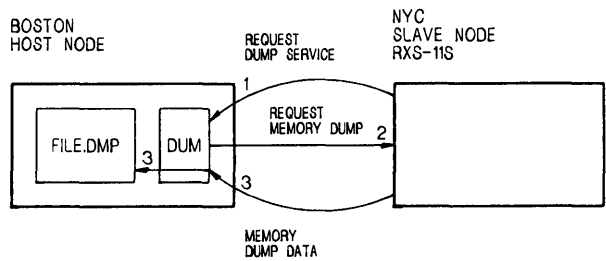 BOSTON
HOST NODE
NYC
SLAVE NODE
RXS-11S
REQUEST
DUMP SERVICE
1
REQUEST
MEMORY DUMP
2
FILE.DMP
3
DUM
3
MEMORY
DUMP DATA